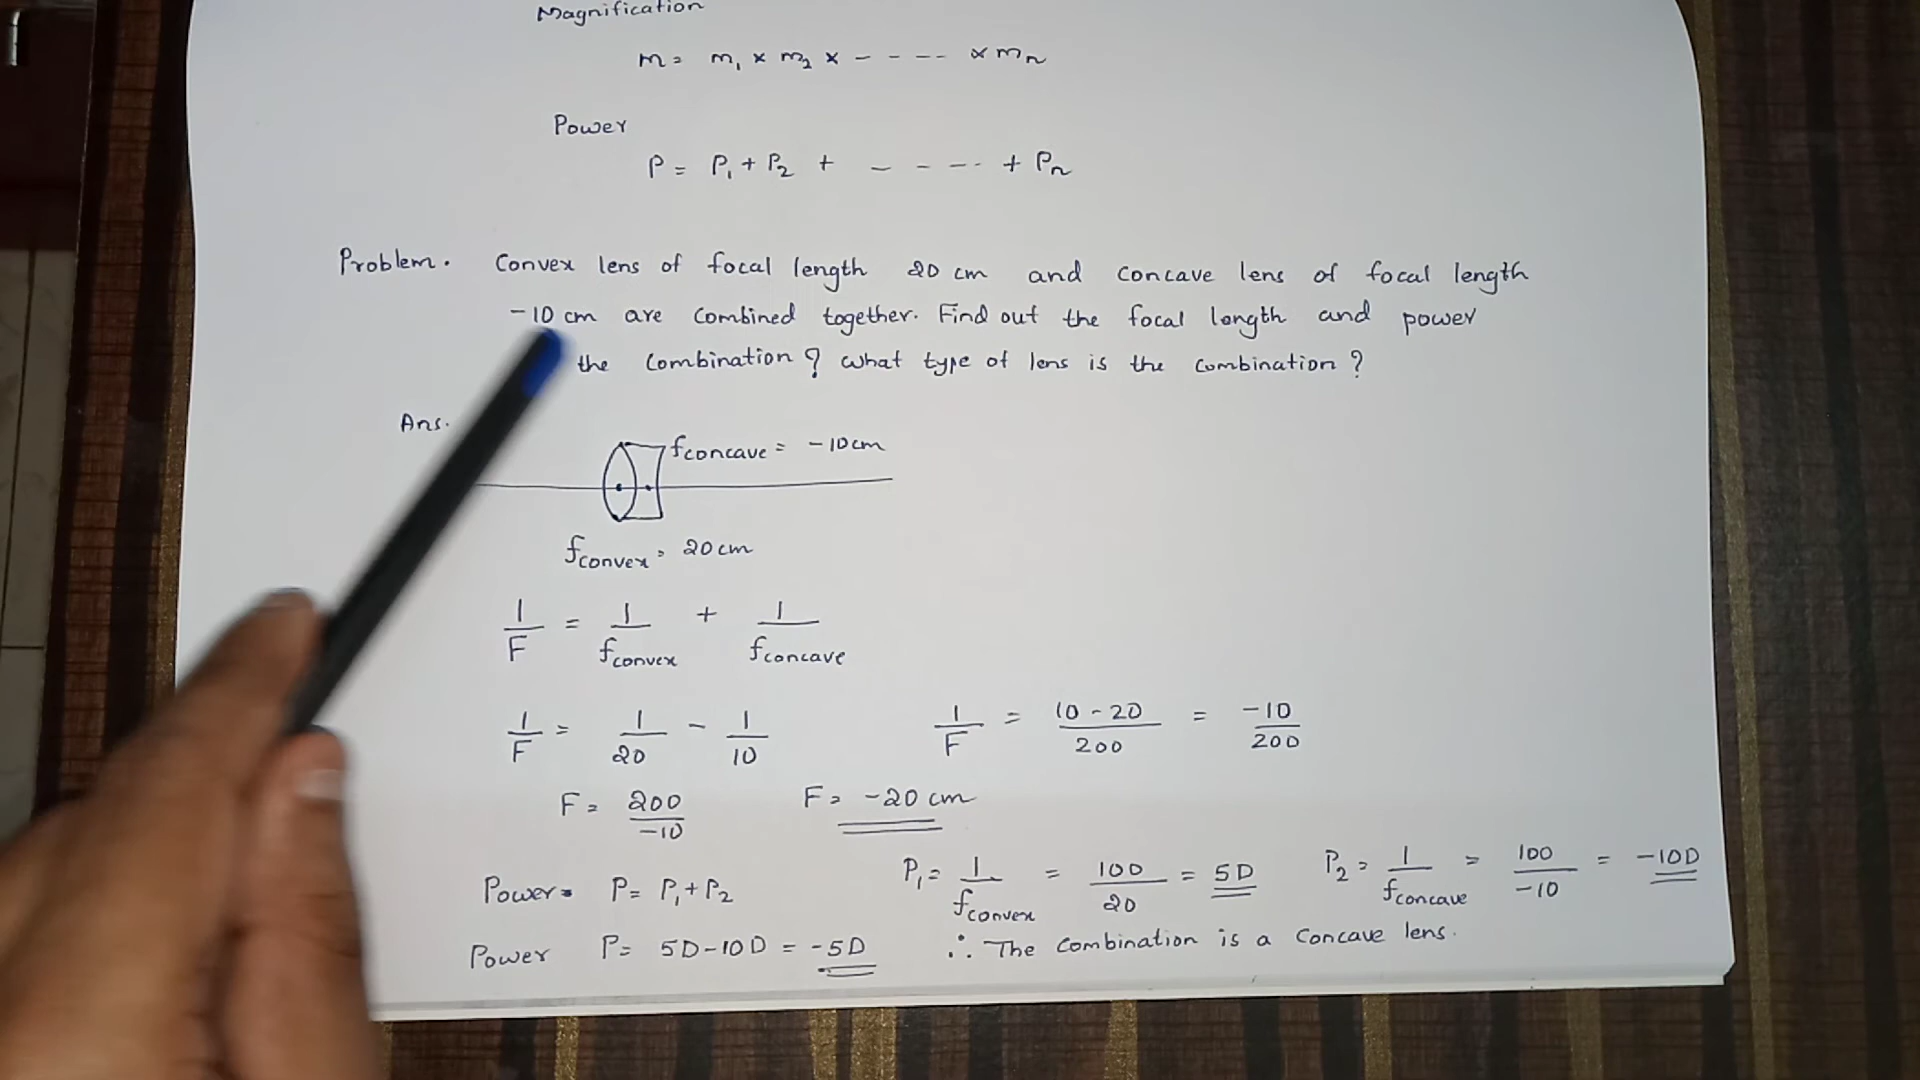 Magnification
m = m₁ × m₂ × - - - - × mₙ
Power
P = P₁ + P₂ + - - - - + Pₙ
Problem. Convex lens of focal length 20 cm and concave lens of focal length
-10 cm are combined together. Find out the focal length and power
the combination? what type of lens is the combination?
Ans.
fconcave = -10cm
fconvex = 20cm
1/F = 1/fconvex + 1/fconcave
1/F = 1/20 - 1/10 1/F = 10-20/200 = -10/200
F = 200/-10 F = -20 cm
Power = P = P₁+P₂ P₁ = 1/fconvex = 100/20 = 5D P₂ = 1/fconcave = 100/-10 = -10D
Power P = 5D-10D = -5D ∴ The combination is a concave lens.